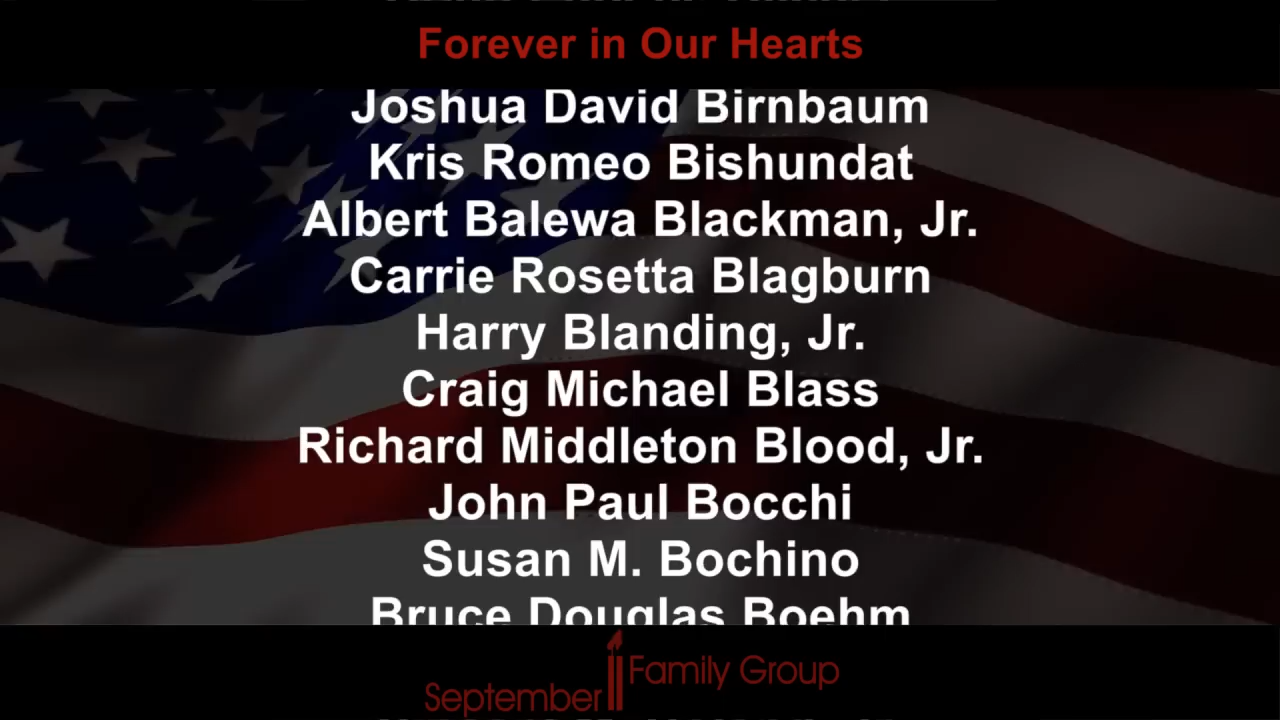 Forever in Our Hearts
Joshua David Birnbaum
Kris Romeo Bishundat
Albert Balewa Blackman, Jr.
Carrie Rosetta Blagburn
Harry Blanding, Jr.
Craig Michael Blass
Richard Middleton Blood, Jr.
John Paul Bocchi
Susan M. Bochino
Bruce Douglas Boehm
September 11 Family Group